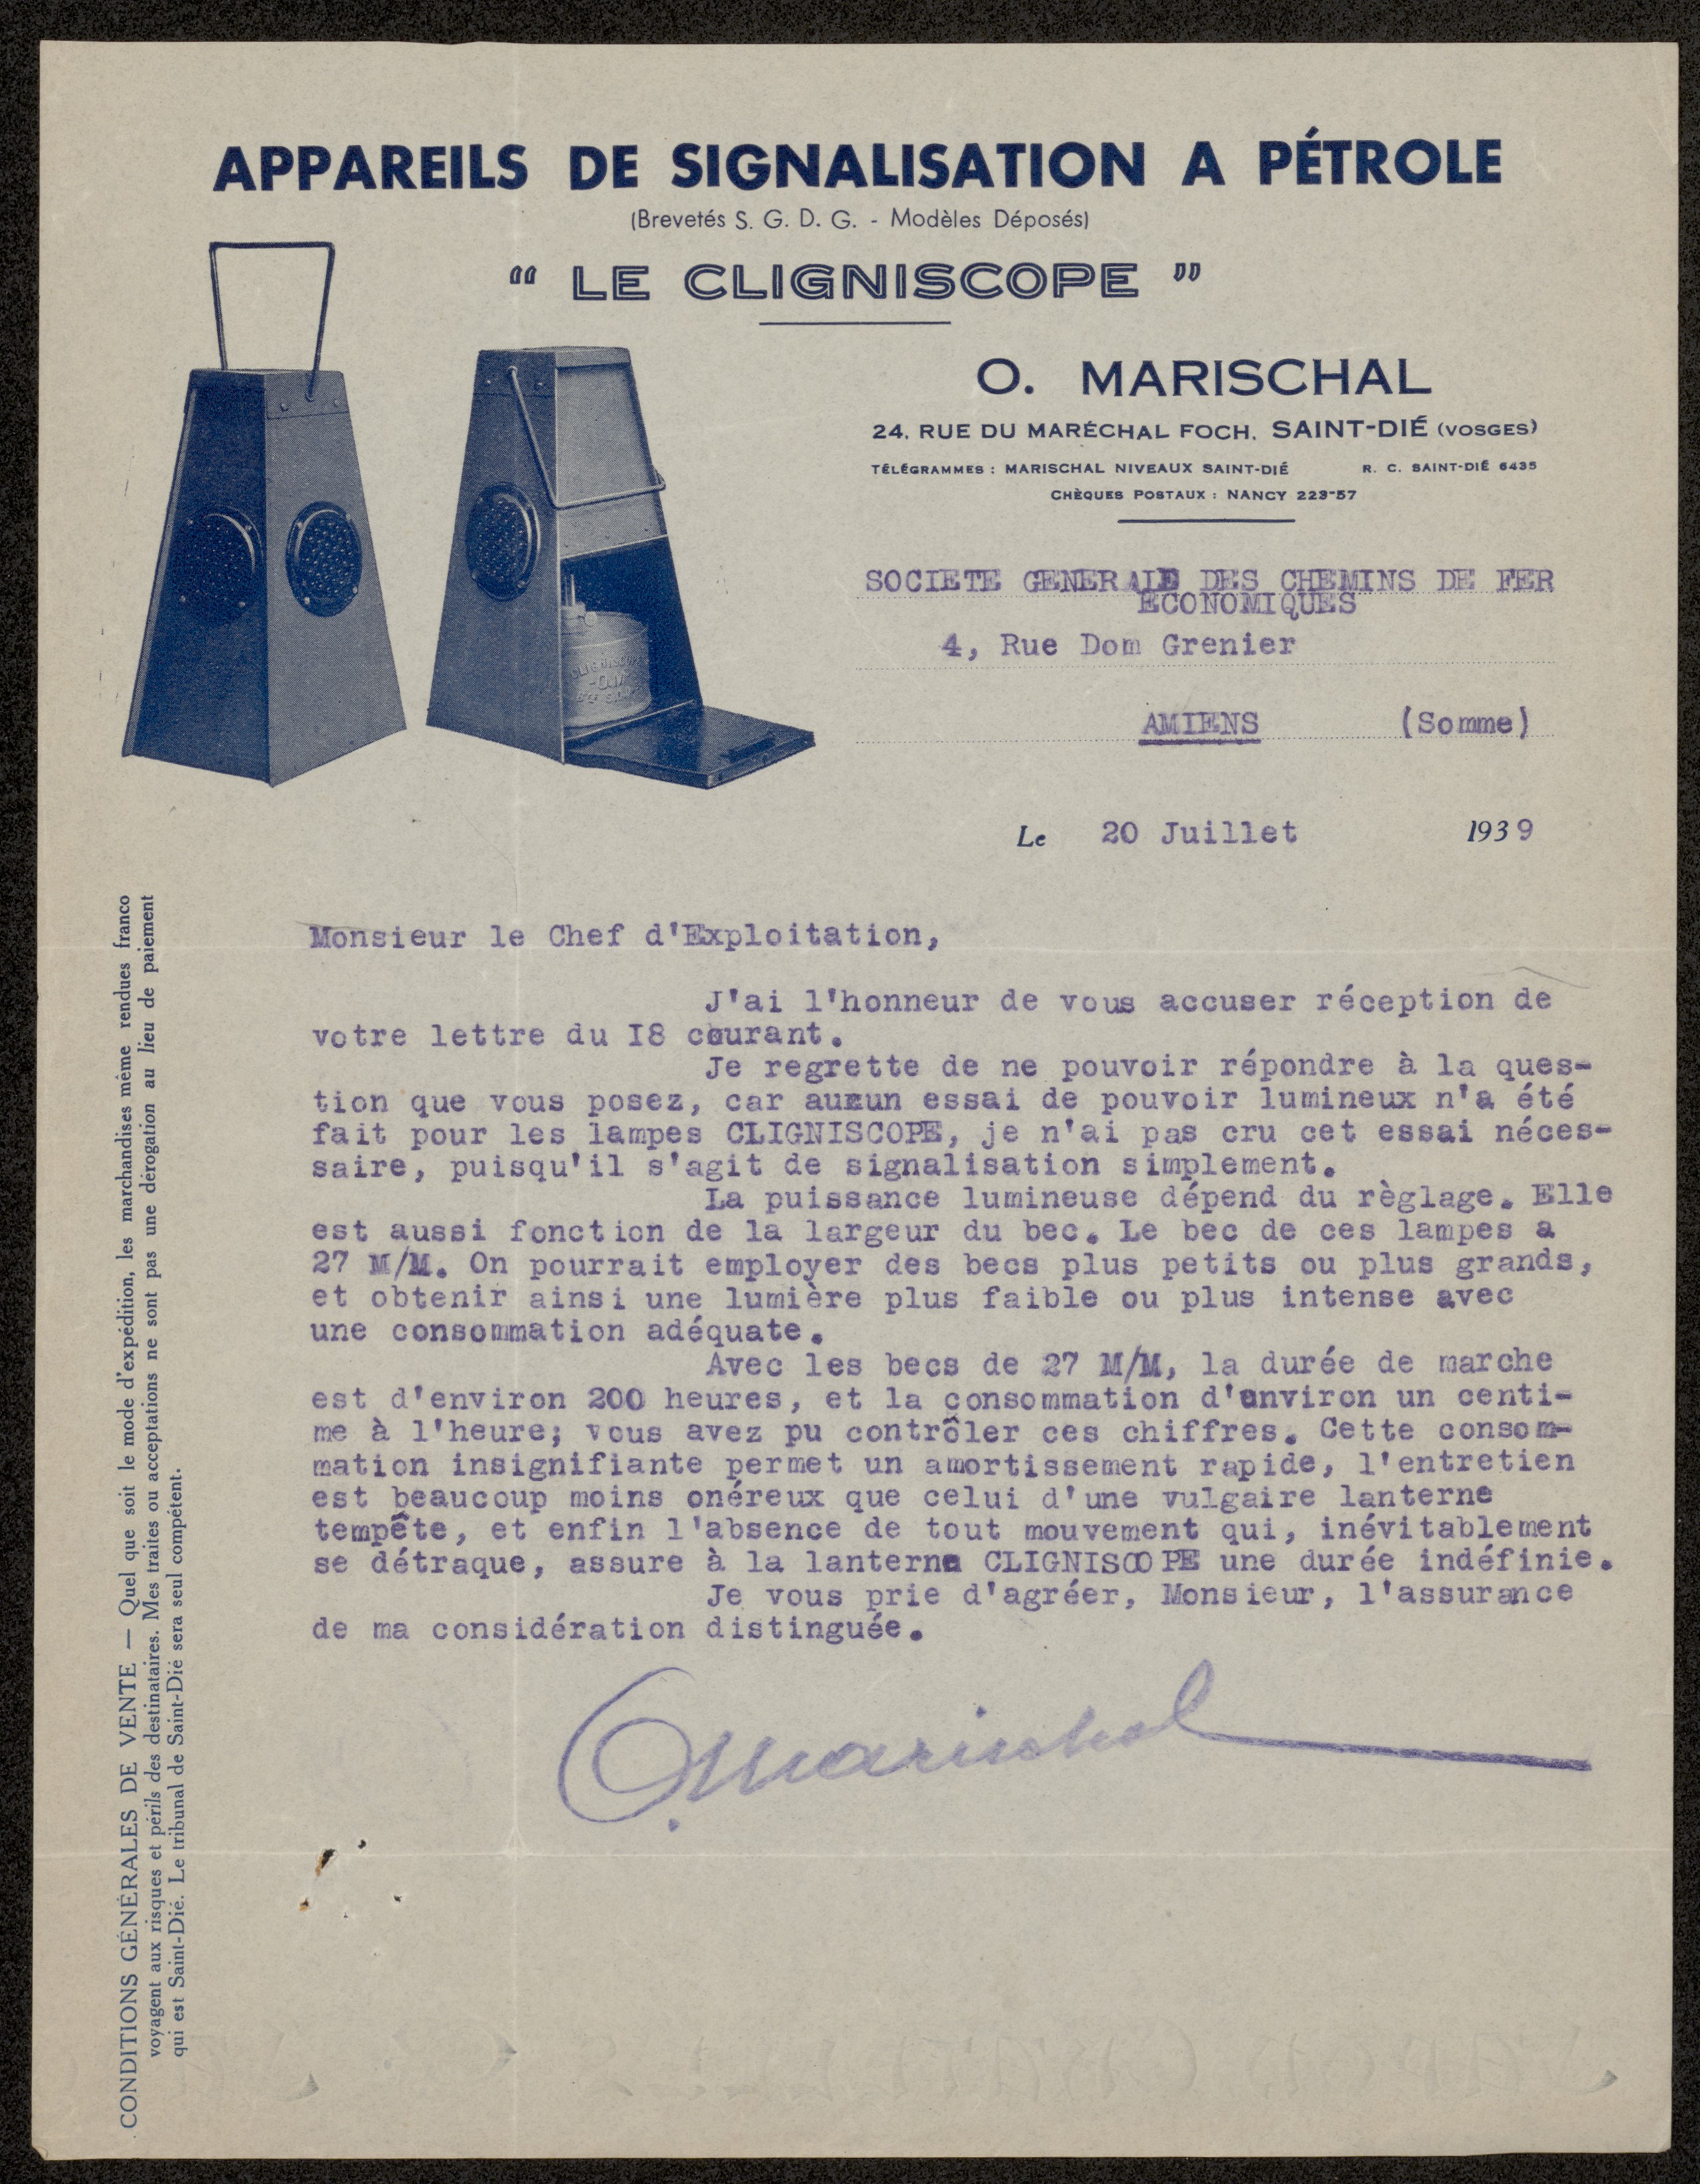 APPAREILS DE SIGNALISATION A PÉTROLE
(Brevetés S. G. D. G. - Modèles Déposés)
“ LE CLIGNISCOPE ”
O. MARISCHAL
24, RUE DU MARÉCHAL FOCH. SAINT-DIÉ (VOSGES)
TÉLÉGRAMMES : MARISCHAL NIVEAUX SAINT-DIÉ R. C. SAINT-DIÉ 6435
CHÈQUES POSTAUX : NANCY 223-57
CLIGNISCOPE
SOCIETE GENERALE DES CHEMINS DE FER
ECONOMIQUES
4, Rue Dom Grenier
AMIENS (Somme)
Le 20 Juillet 1939
Monsieur le Chef d'Exploitation,
J'ai l'honneur de vous accuser réception de
votre lettre du I8 courant.
Je regrette de ne pouvoir répondre à la ques-
tion que vous posez, car aucun essai de pouvoir lumineux n'a été
fait pour les lampes CLIGNISCOPE, je n'ai pas cru cet essai néces-
saire, puisqu'il s'agit de signalisation simplement.
La puissance lumineuse dépend du règlage. Elle
est aussi fonction de la largeur du bec. Le bec de ces lampes a
27 M/M. On pourrait employer des becs plus petits ou plus grands,
et obtenir ainsi une lumière plus faible ou plus intense avec
une consommation adéquate.
Avec les becs de 27 M/M, la durée de marche
est d'environ 200 heures, et la consommation d'environ un centi-
me à l'heure; vous avez pu contrôler ces chiffres. Cette consom-
mation insignifiante permet un amortissement rapide, l'entretien
est beaucoup moins onéreux que celui d'une vulgaire lanterne
tempête, et enfin l'absence de tout mouvement qui, inévitablement
se détraque, assure à la lanterne CLIGNISCOPE une durée indéfinie.
Je vous prie d'agréer, Monsieur, l'assurance
de ma considération distinguée.
O. Marischal
CONDITIONS GÉNÉRALES DE VENTE — Quel que soit le mode d'expédition, les marchandises même rendues franco
voyagent aux risques et périls des destinataires. Mes traites ou acceptations ne sont pas une dérogation au lieu de paiement
qui est Saint-Dié. Le tribunal de Saint-Dié sera seul compétent.